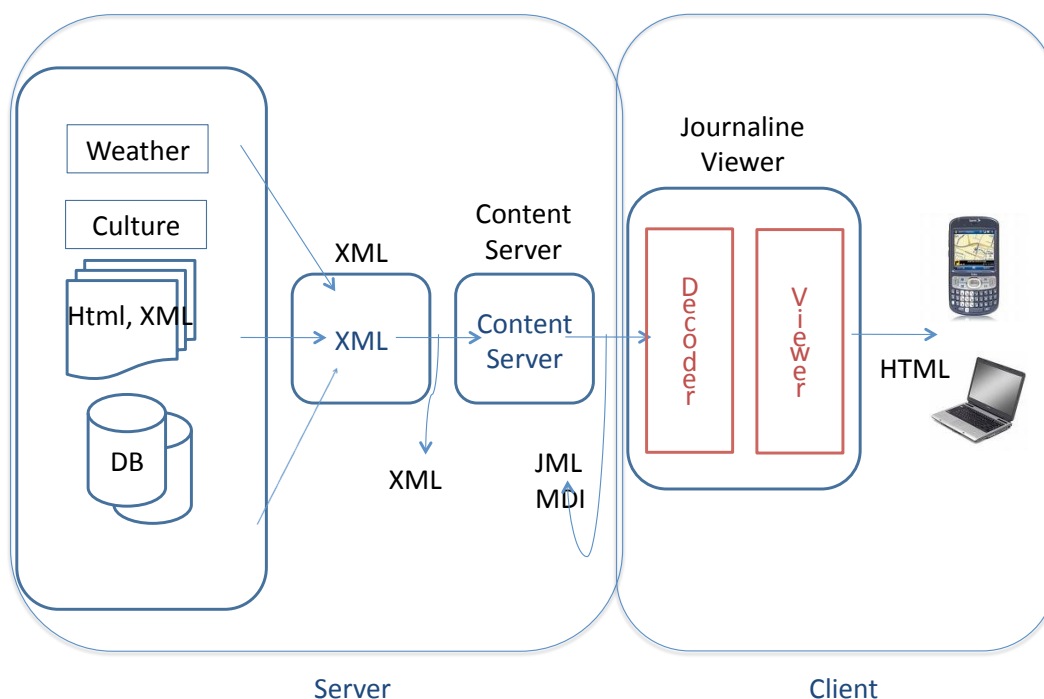 Weather
Culture
Html, XML
DB
XML
XML
XML
Content
Server
Content
Server
JML
MDI
Journaline
Viewer
Decoder
Viewer
HTML
Server
Client